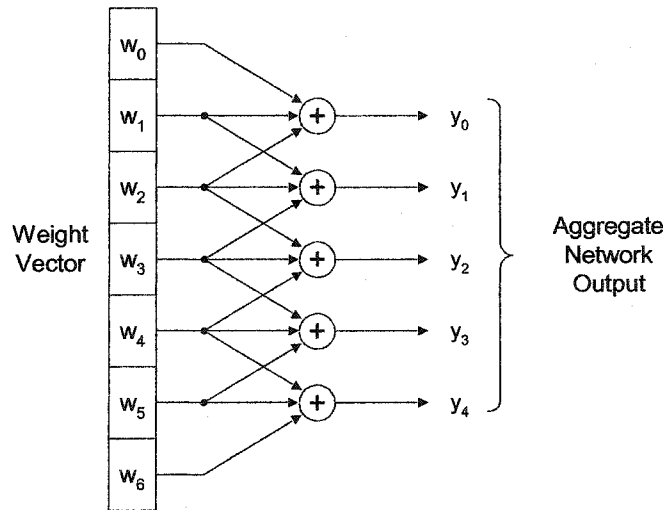 w₀
w₁
w₂
w₃
w₄
w₅
w₆
Weight
Vector
+
+
+
+
+
y₀
y₁
y₂
y₃
y₄
Aggregate
Network
Output